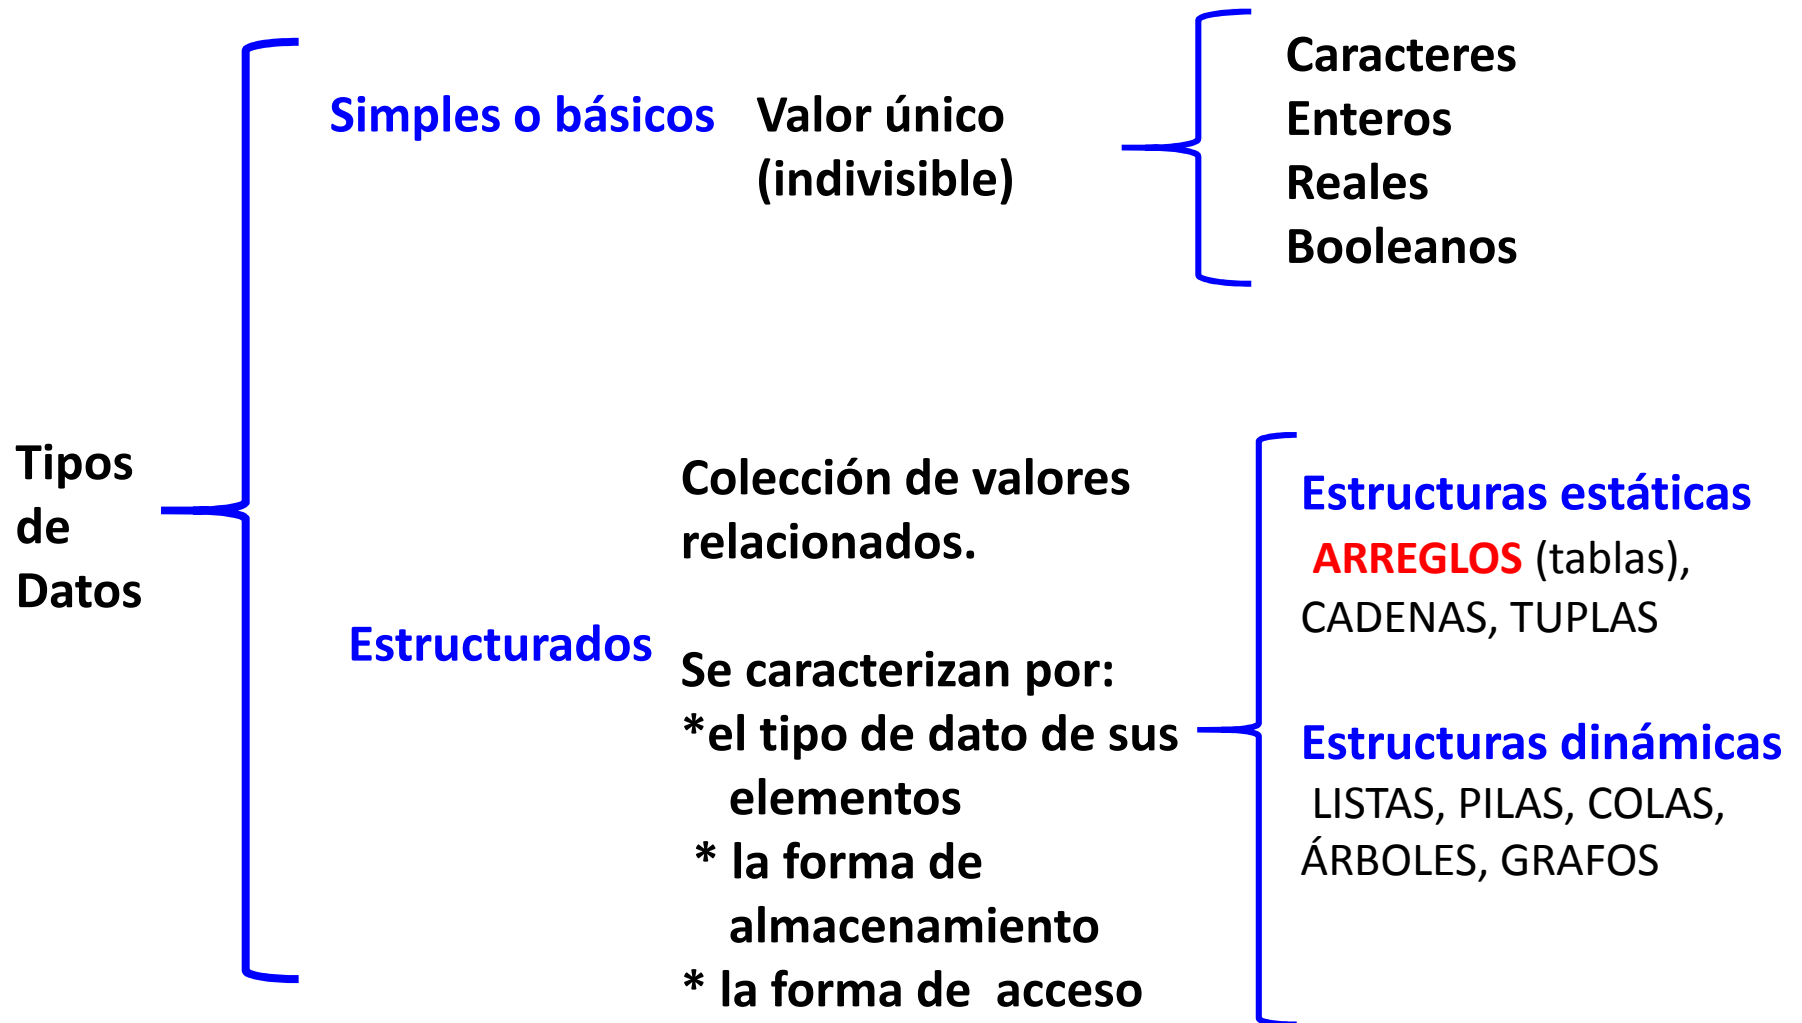 Tipos
de
Datos
Simples o básicos
Valor único
(indivisible)
Caracteres
Enteros
Reales
Booleanos
Estructurados
Colección de valores
relacionados.
Se caracterizan por:
*el tipo de dato de sus
elementos
* la forma de
almacenamiento
* la forma de acceso
Estructuras estáticas
ARREGLOS (tablas),
CADENAS, TUPLAS
Estructuras dinámicas
LISTAS, PILAS, COLAS,
ÁRBOLES, GRAFOS